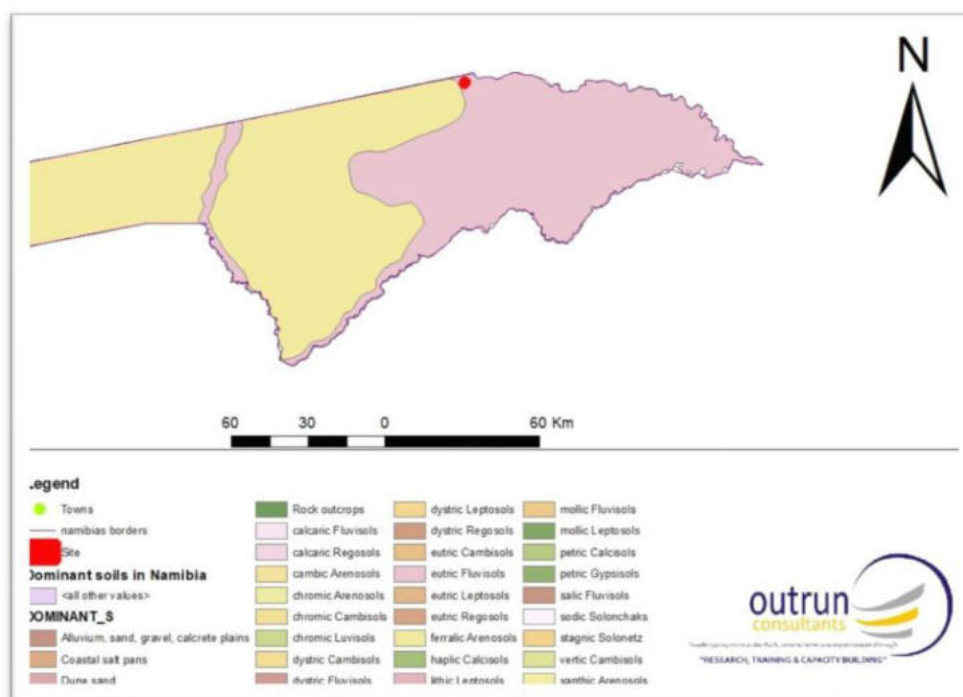 N
60 30 0 60 Km
.egend
Towns
namibias borders
Site
Dominant soils in Namibia
<all other values>
DOMINANT_S
Alluvium, sand, gravel, calcrete plains
Coastal salt pans
Dune sand
Rock outcrops
calcaric Fluvisols
calcaric Regosols
cambic Arenosols
chromic Arenosols
chromic Cambisols
chromic Luvisols
dystric Cambisols
dystric Fluvisols
dystric Leptosols
dystric Regosols
eutric Cambisols
eutric Fluvisols
eutric Leptosols
eutric Regosols
ferralic Arenosols
haplic Calcisols
lithic Leptosols
mollic Fluvisols
mollic Leptosols
petric Calcisols
petric Gypsisols
salic Fluvisols
sodic Solonchaks
stagnic Solonetz
vertic Cambisols
xanthic Arenosols
outrun
consultants
"RESEARCH, TRAINING & CAPACITY BUILDING"